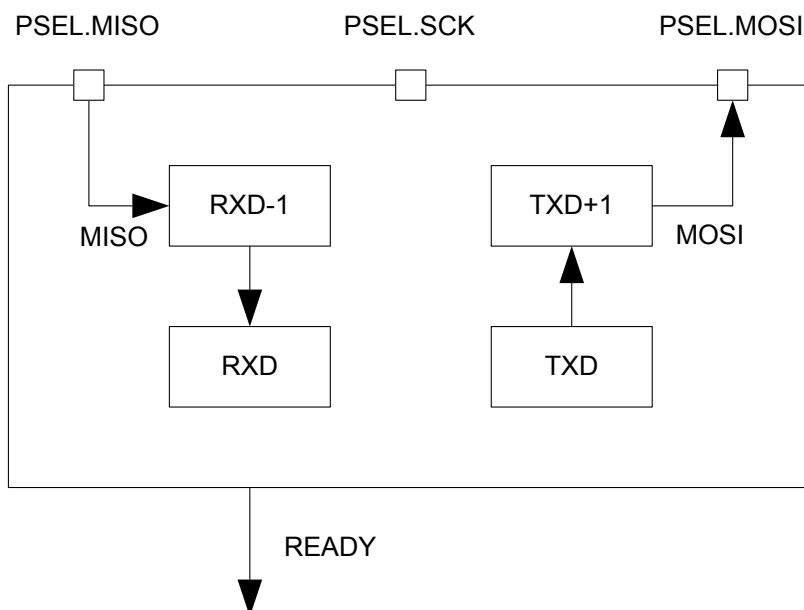 PSEL.MISO
PSEL.SCK
PSEL.MOSI
RXD-1
TXD+1
MISO
MOSI
RXD
TXD
READY